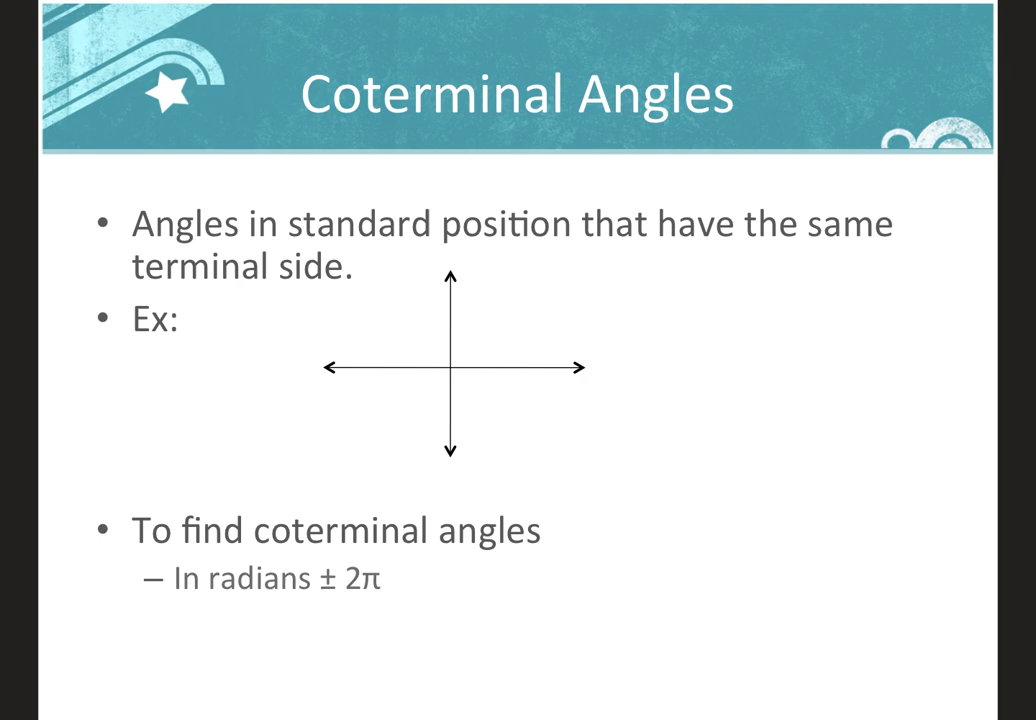 Coterminal Angles
• Angles in standard position that have the same
terminal side.
• Ex:
• To find coterminal angles
– In radians ± 2π